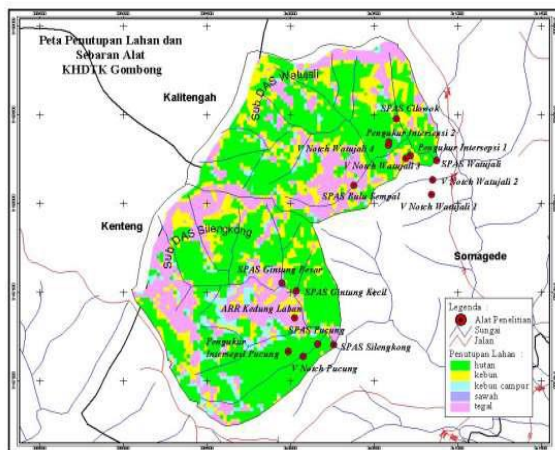 Peta Penutupan Lahan dan
Sebaran Alat
KHDTK Gombong
Kalitengah
Sub DAS Watujali
SPAS Cilowok
Pengukur Intersepsi 2
V Notch Watujali 4
Pengukur Intersepsi 1
SPAS Watujali
V Notch Watujali 3
V Notch Watujali 2
SPAS Bulu Sempal
V Notch Watujali 1
Kenteng
Sub DAS Silengkong
Somagede
SPAS Gintung Besar
SPAS Gintung Kecil
ARR Kedung Laban
SPAS Pucung
SPAS Silengkong
Pengukur
Intersepsi Pucung
V Notch Pucung
Legenda
Alat Penelitian
Sungai
Jalan
Penutupan Lahan :
hutan
kebun
kebun campur
sawah
tegal